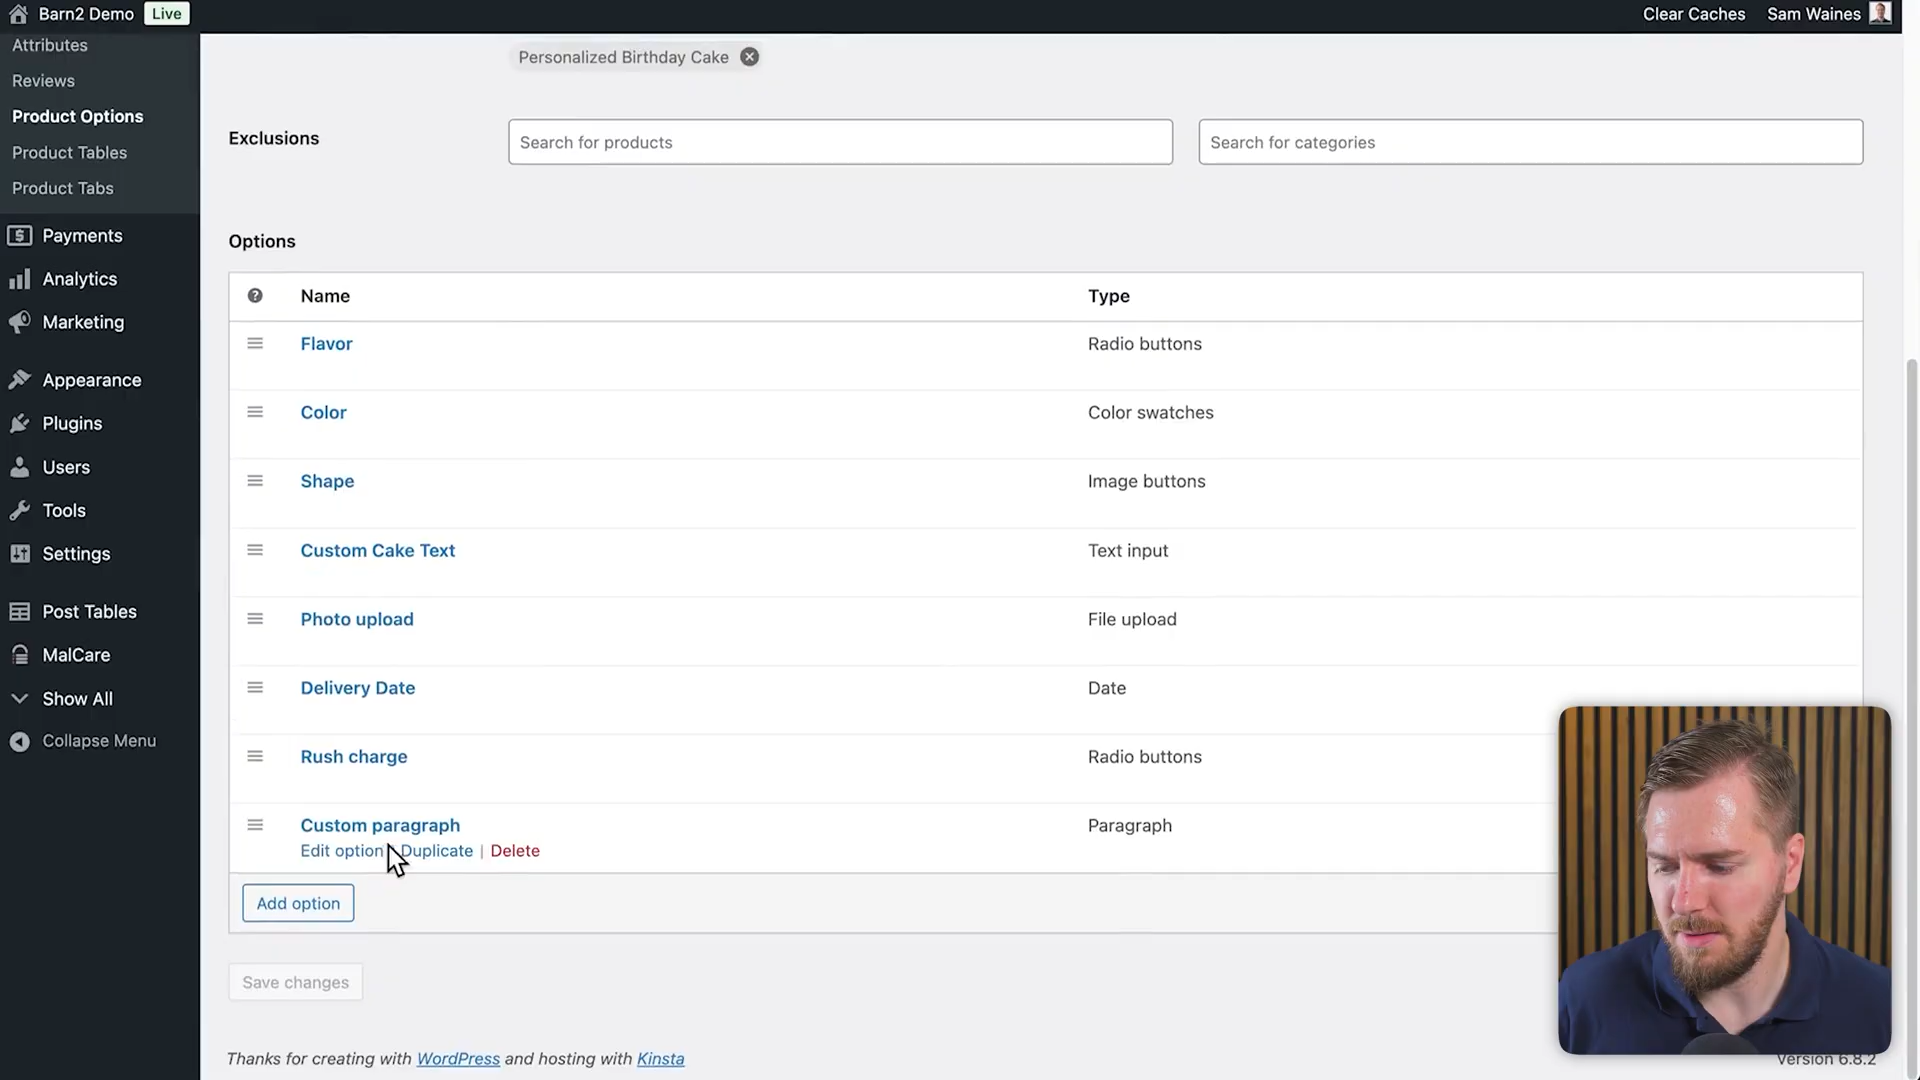 Barn2 Demo Live Clear Caches Sam Waines
Attributes
Reviews
Product Options
Product Tables
Product Tabs
Payments
Analytics
Marketing
Appearance
Plugins
Users
Tools
Settings
Post Tables
MalCare
Show All
Collapse Menu
Personalized Birthday Cake
Exclusions Search for products Search for categories
Options
Name Type
Flavor Radio buttons
Color Color swatches
Shape Image buttons
Custom Cake Text Text input
Photo upload File upload
Delivery Date Date
Rush charge Radio buttons
Custom paragraph Paragraph
Edit option Duplicate | Delete
Add option
Save changes
Thanks for creating with WordPress and hosting with Kinsta Version 6.8.2